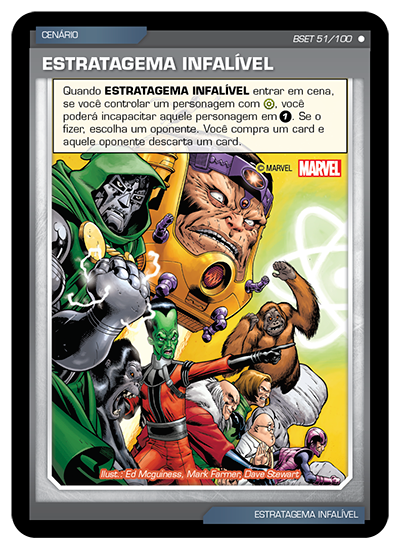 CENÁRIO
BSET 51/100
ESTRATAGEMA INFALÍVEL
Quando ESTRATAGEMA INFALÍVEL entrar em cena,
se você controlar um personagem com , você
poderá incapacitar aquele personagem em 1. Se o
fizer, escolha um oponente. Você compra um card e
aquele oponente descarta um card.
© MARVEL MARVEL
Ilust.: Ed Mcguiness, Mark Farmer, Dave Stewart
ESTRATAGEMA INFALÍVEL